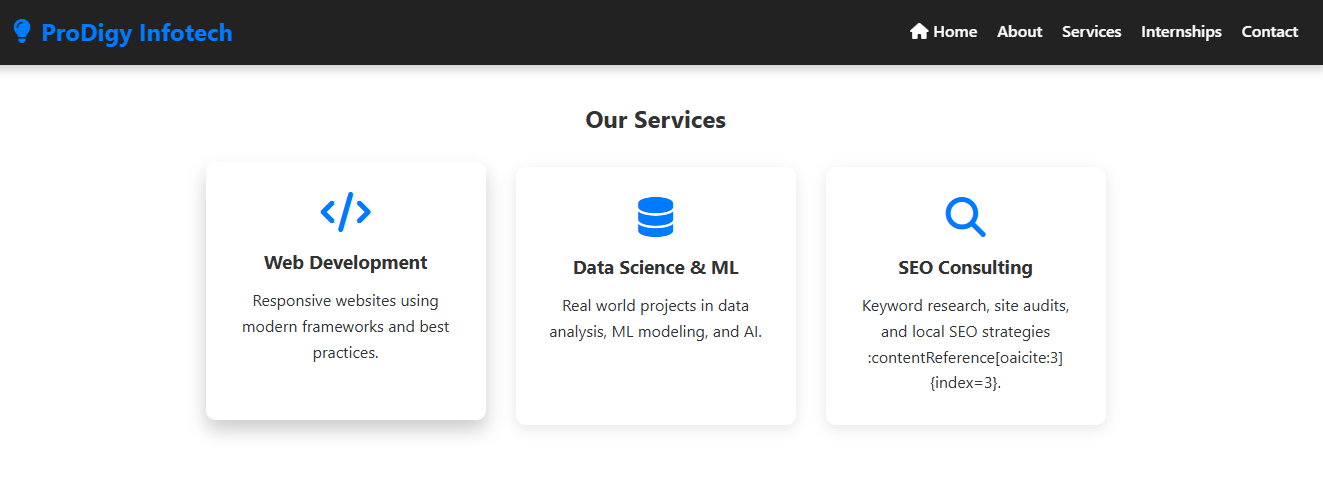 ProDigy Infotech
Home About Services Internships Contact
Our Services
Web Development
Responsive websites using
modern frameworks and best
practices.
Data Science & ML
Real world projects in data
analysis, ML modeling, and AI.
SEO Consulting
Keyword research, site audits,
and local SEO strategies
:contentReference[oaicite:3]
{index=3}.